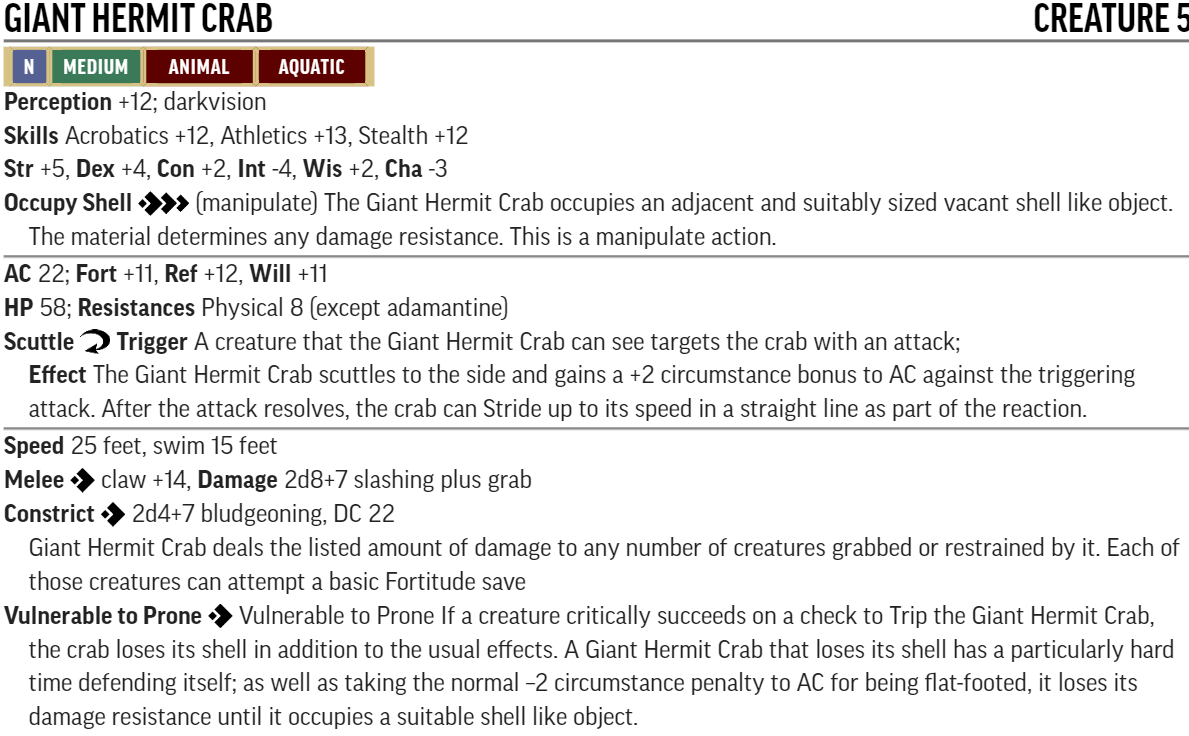 GIANT HERMIT CRAB CREATURE 5
N MEDIUM ANIMAL AQUATIC
Perception +12; darkvision
Skills Acrobatics +12, Athletics +13, Stealth +12
Str +5, Dex +4, Con +2, Int -4, Wis +2, Cha -3
Occupy Shell (manipulate) The Giant Hermit Crab occupies an adjacent and suitably sized vacant shell like object.
The material determines any damage resistance. This is a manipulate action.
AC 22; Fort +11, Ref +12, Will +11
HP 58; Resistances Physical 8 (except adamantine)
Scuttle Trigger A creature that the Giant Hermit Crab can see targets the crab with an attack;
Effect The Giant Hermit Crab scuttles to the side and gains a +2 circumstance bonus to AC against the triggering
attack. After the attack resolves, the crab can Stride up to its speed in a straight line as part of the reaction.
Speed 25 feet, swim 15 feet
Melee claw +14, Damage 2d8+7 slashing plus grab
Constrict 2d4+7 bludgeoning, DC 22
Giant Hermit Crab deals the listed amount of damage to any number of creatures grabbed or restrained by it. Each of
those creatures can attempt a basic Fortitude save
Vulnerable to Prone Vulnerable to Prone If a creature critically succeeds on a check to Trip the Giant Hermit Crab,
the crab loses its shell in addition to the usual effects. A Giant Hermit Crab that loses its shell has a particularly hard
time defending itself; as well as taking the normal –2 circumstance penalty to AC for being flat-footed, it loses its
damage resistance until it occupies a suitable shell like object.